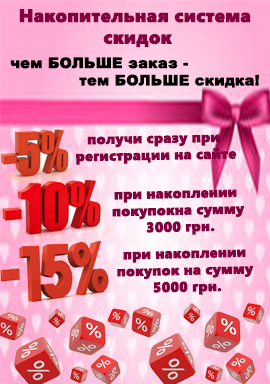 Накопительная система
скидок
чем БОЛЬШЕ заказ -
тем БОЛЬШЕ скидка!
-5%
получи сразу при
регистрации на сайте
-10%
при накоплении
покупокна сумму
3000 грн.
-15%
при накоплении
покупок на сумму
5000 грн.
%
%
%
%
%
%
%
%
%
%